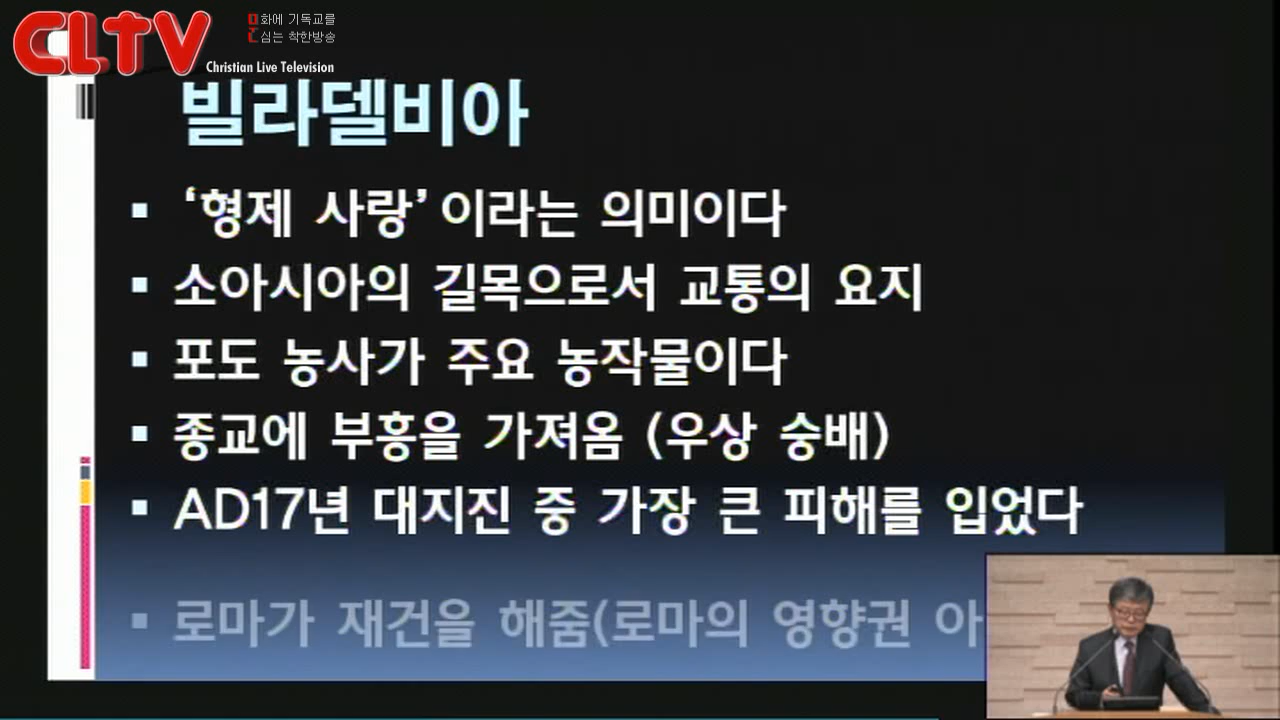 CLTV
문화에 기독교를
심는 착한방송
Christian Live Television
빌라델비아
▪ ‘형제 사랑’이라는 의미이다
▪ 소아시아의 길목으로서 교통의 요지
▪ 포도 농사가 주요 농작물이다
▪ 종교에 부흥을 가져옴 (우상 숭배)
▪ AD17년 대지진 중 가장 큰 피해를 입었다
▪ 로마가 재건을 해줌(로마의 영향권 아